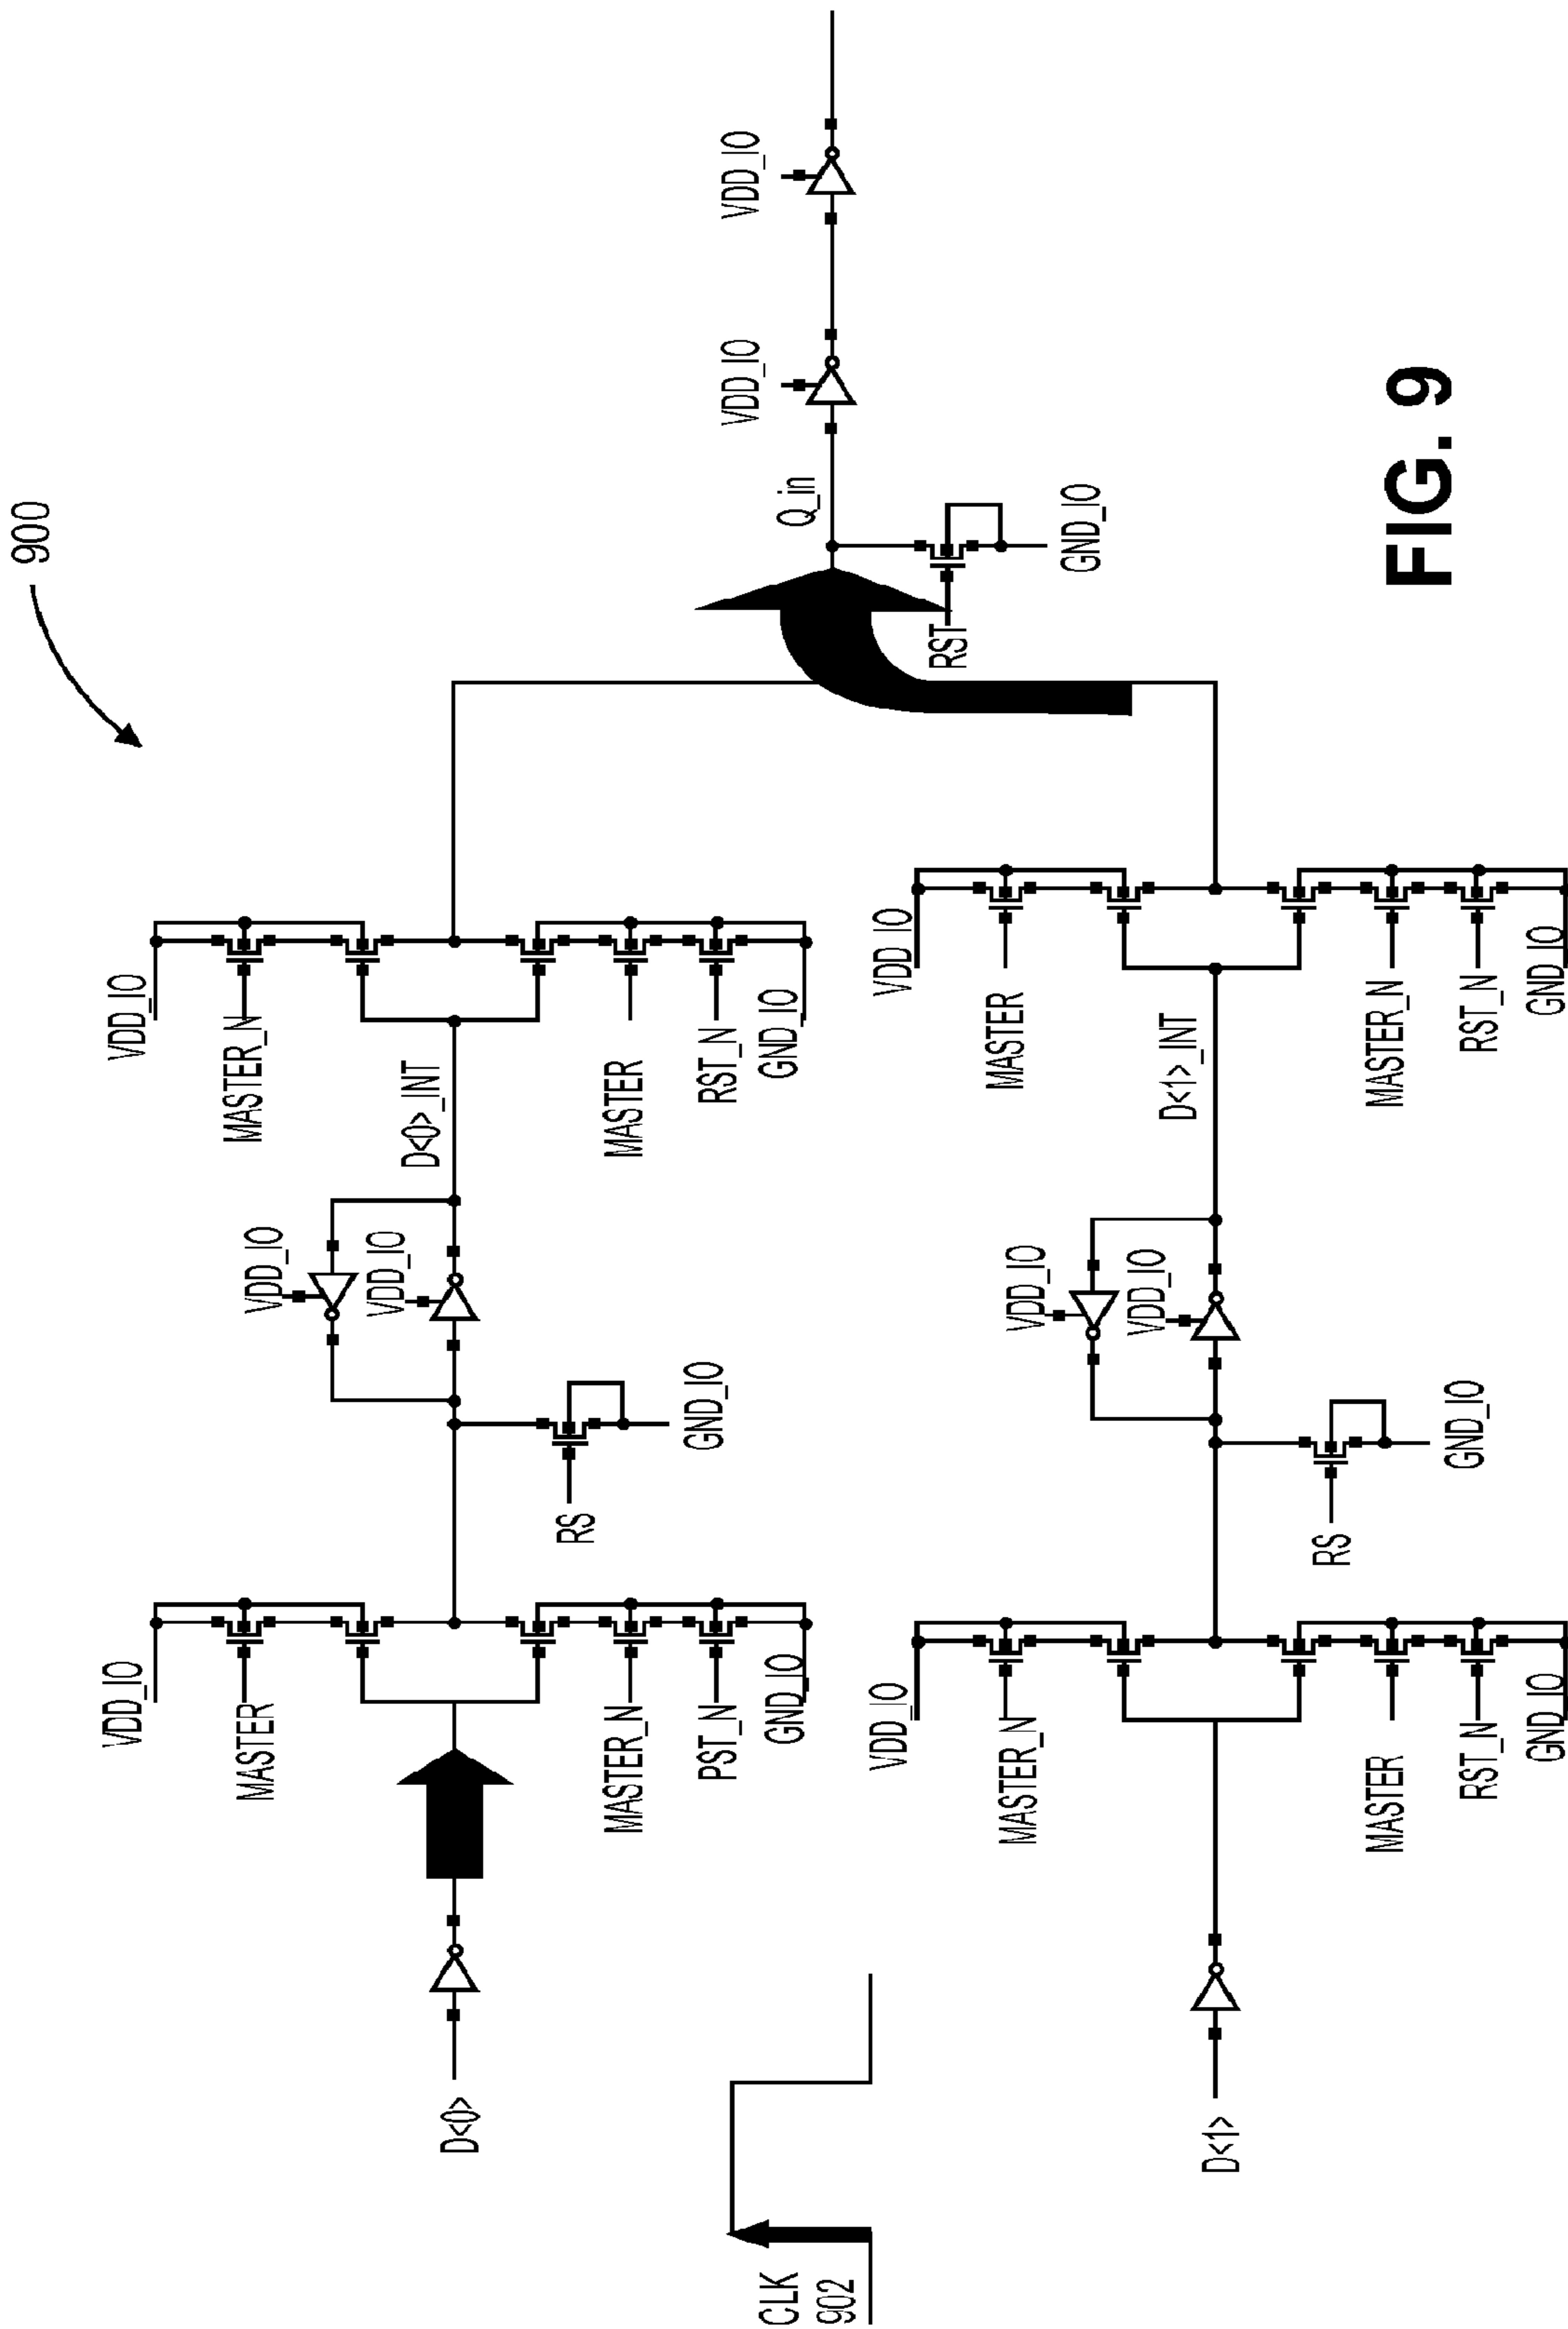 900
VDD_IO
MASTER
MASTER_N
PST_N
GND_IO
VDD_IO
MASTER_N
MASTER
RST_N
GND_IO
VDD_IO
VDD_IO
D<0>
D<0>_INT
RS
GND_IO
VDD_IO
VDD_IO
Q_in
RST
GND_IO
CLK
902
VDD_IO
MASTER_N
MASTER
RST_N
GND_IO
VDD_IO
MASTER
MASTER_N
RST_N
GND_IO
VDD_IO
VDD_IO
D<1>
D<1>_INT
RS
GND_IO
FIG. 9